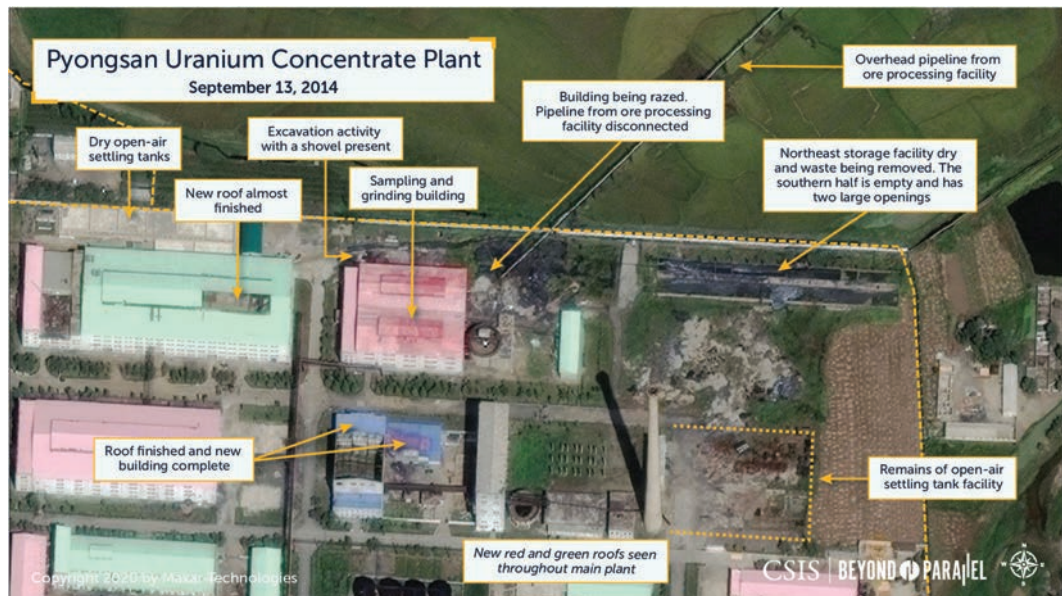 Pyongsan Uranium Concentrate Plant
September 13, 2014
Overhead pipeline from
ore processing facility
Building being razed.
Pipeline from ore processing
facility disconnected
Excavation activity
with a shovel present
Dry open-air
settling tanks
Northeast storage facility dry
and waste being removed. The
southern half is empty and has
two large openings
New roof almost
finished
Sampling and
grinding building
Roof finished and new
building complete
Remains of open-air
settling tank facility
New red and green roofs seen
throughout main plant
Copyright 2020 by Maxar Technologies
CSIS | BEYOND PARALLEL